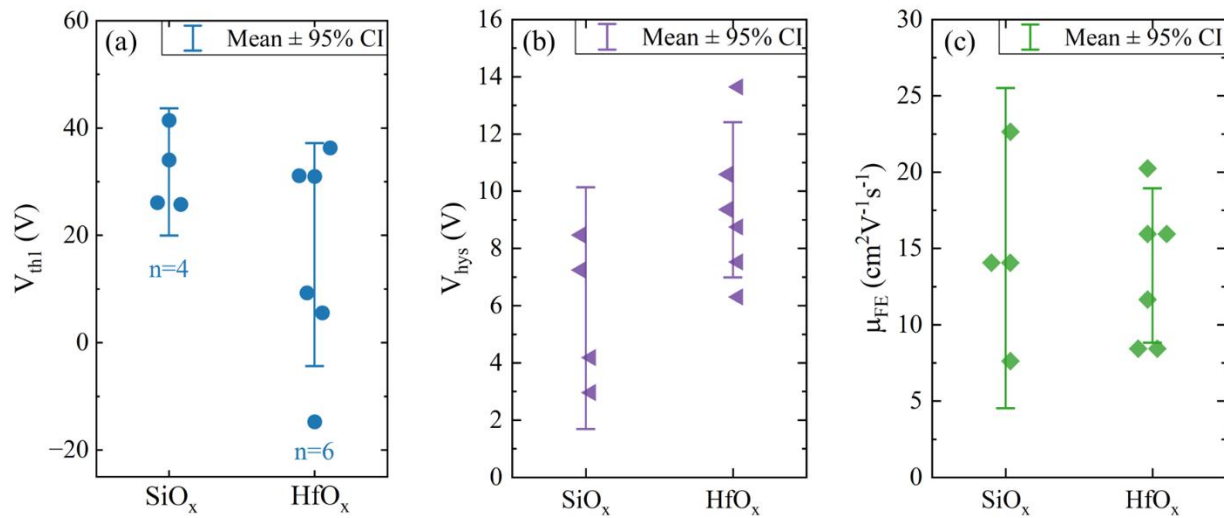 (a)
Mean ± 95% CI
60
40
20
0
−20
V_th1 (V)
n=4
n=6
SiO_x
HfO_x
(b)
Mean ± 95% CI
16
14
12
10
8
6
4
2
0
V_hys (V)
SiO_x
HfO_x
(c)
Mean ± 95% CI
30
25
20
15
10
5
0
μ_FE (cm²V⁻¹s⁻¹)
SiO_x
HfO_x